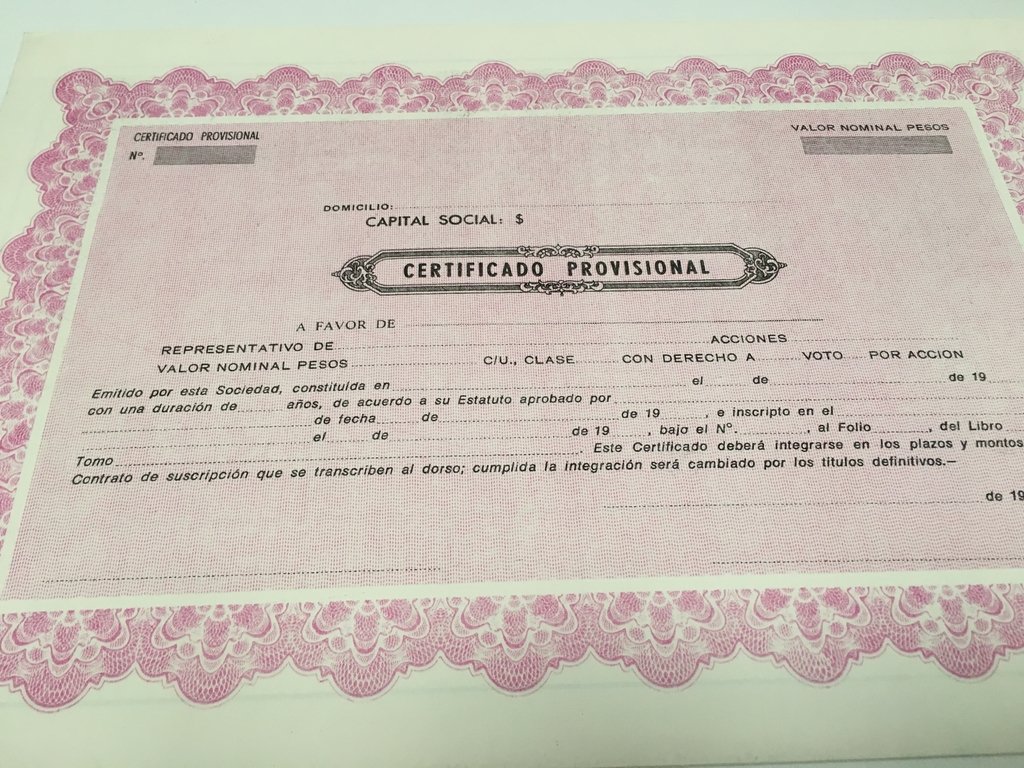 CERTIFICADO PROVISIONAL
Nº.
VALOR NOMINAL PESOS
DOMICILIO:
CAPITAL SOCIAL: $
CERTIFICADO PROVISIONAL
A FAVOR DE
REPRESENTATIVO DE ACCIONES
VALOR NOMINAL PESOS C/U., CLASE CON DERECHO A VOTO POR ACCION
Emitido por esta Sociedad, constituída en el de de 19
con una duración de años, de acuerdo a su Estatuto aprobado por
de fecha de de 19 , e inscripto en el
el de de 19 , bajo el Nº. , al Folio , del Libro
Tomo . Este Certificado deberá integrarse en los plazos y montos
Contrato de suscripción que se transcriben al dorso; cumplida la integración será cambiado por los títulos definitivos.—
de 19